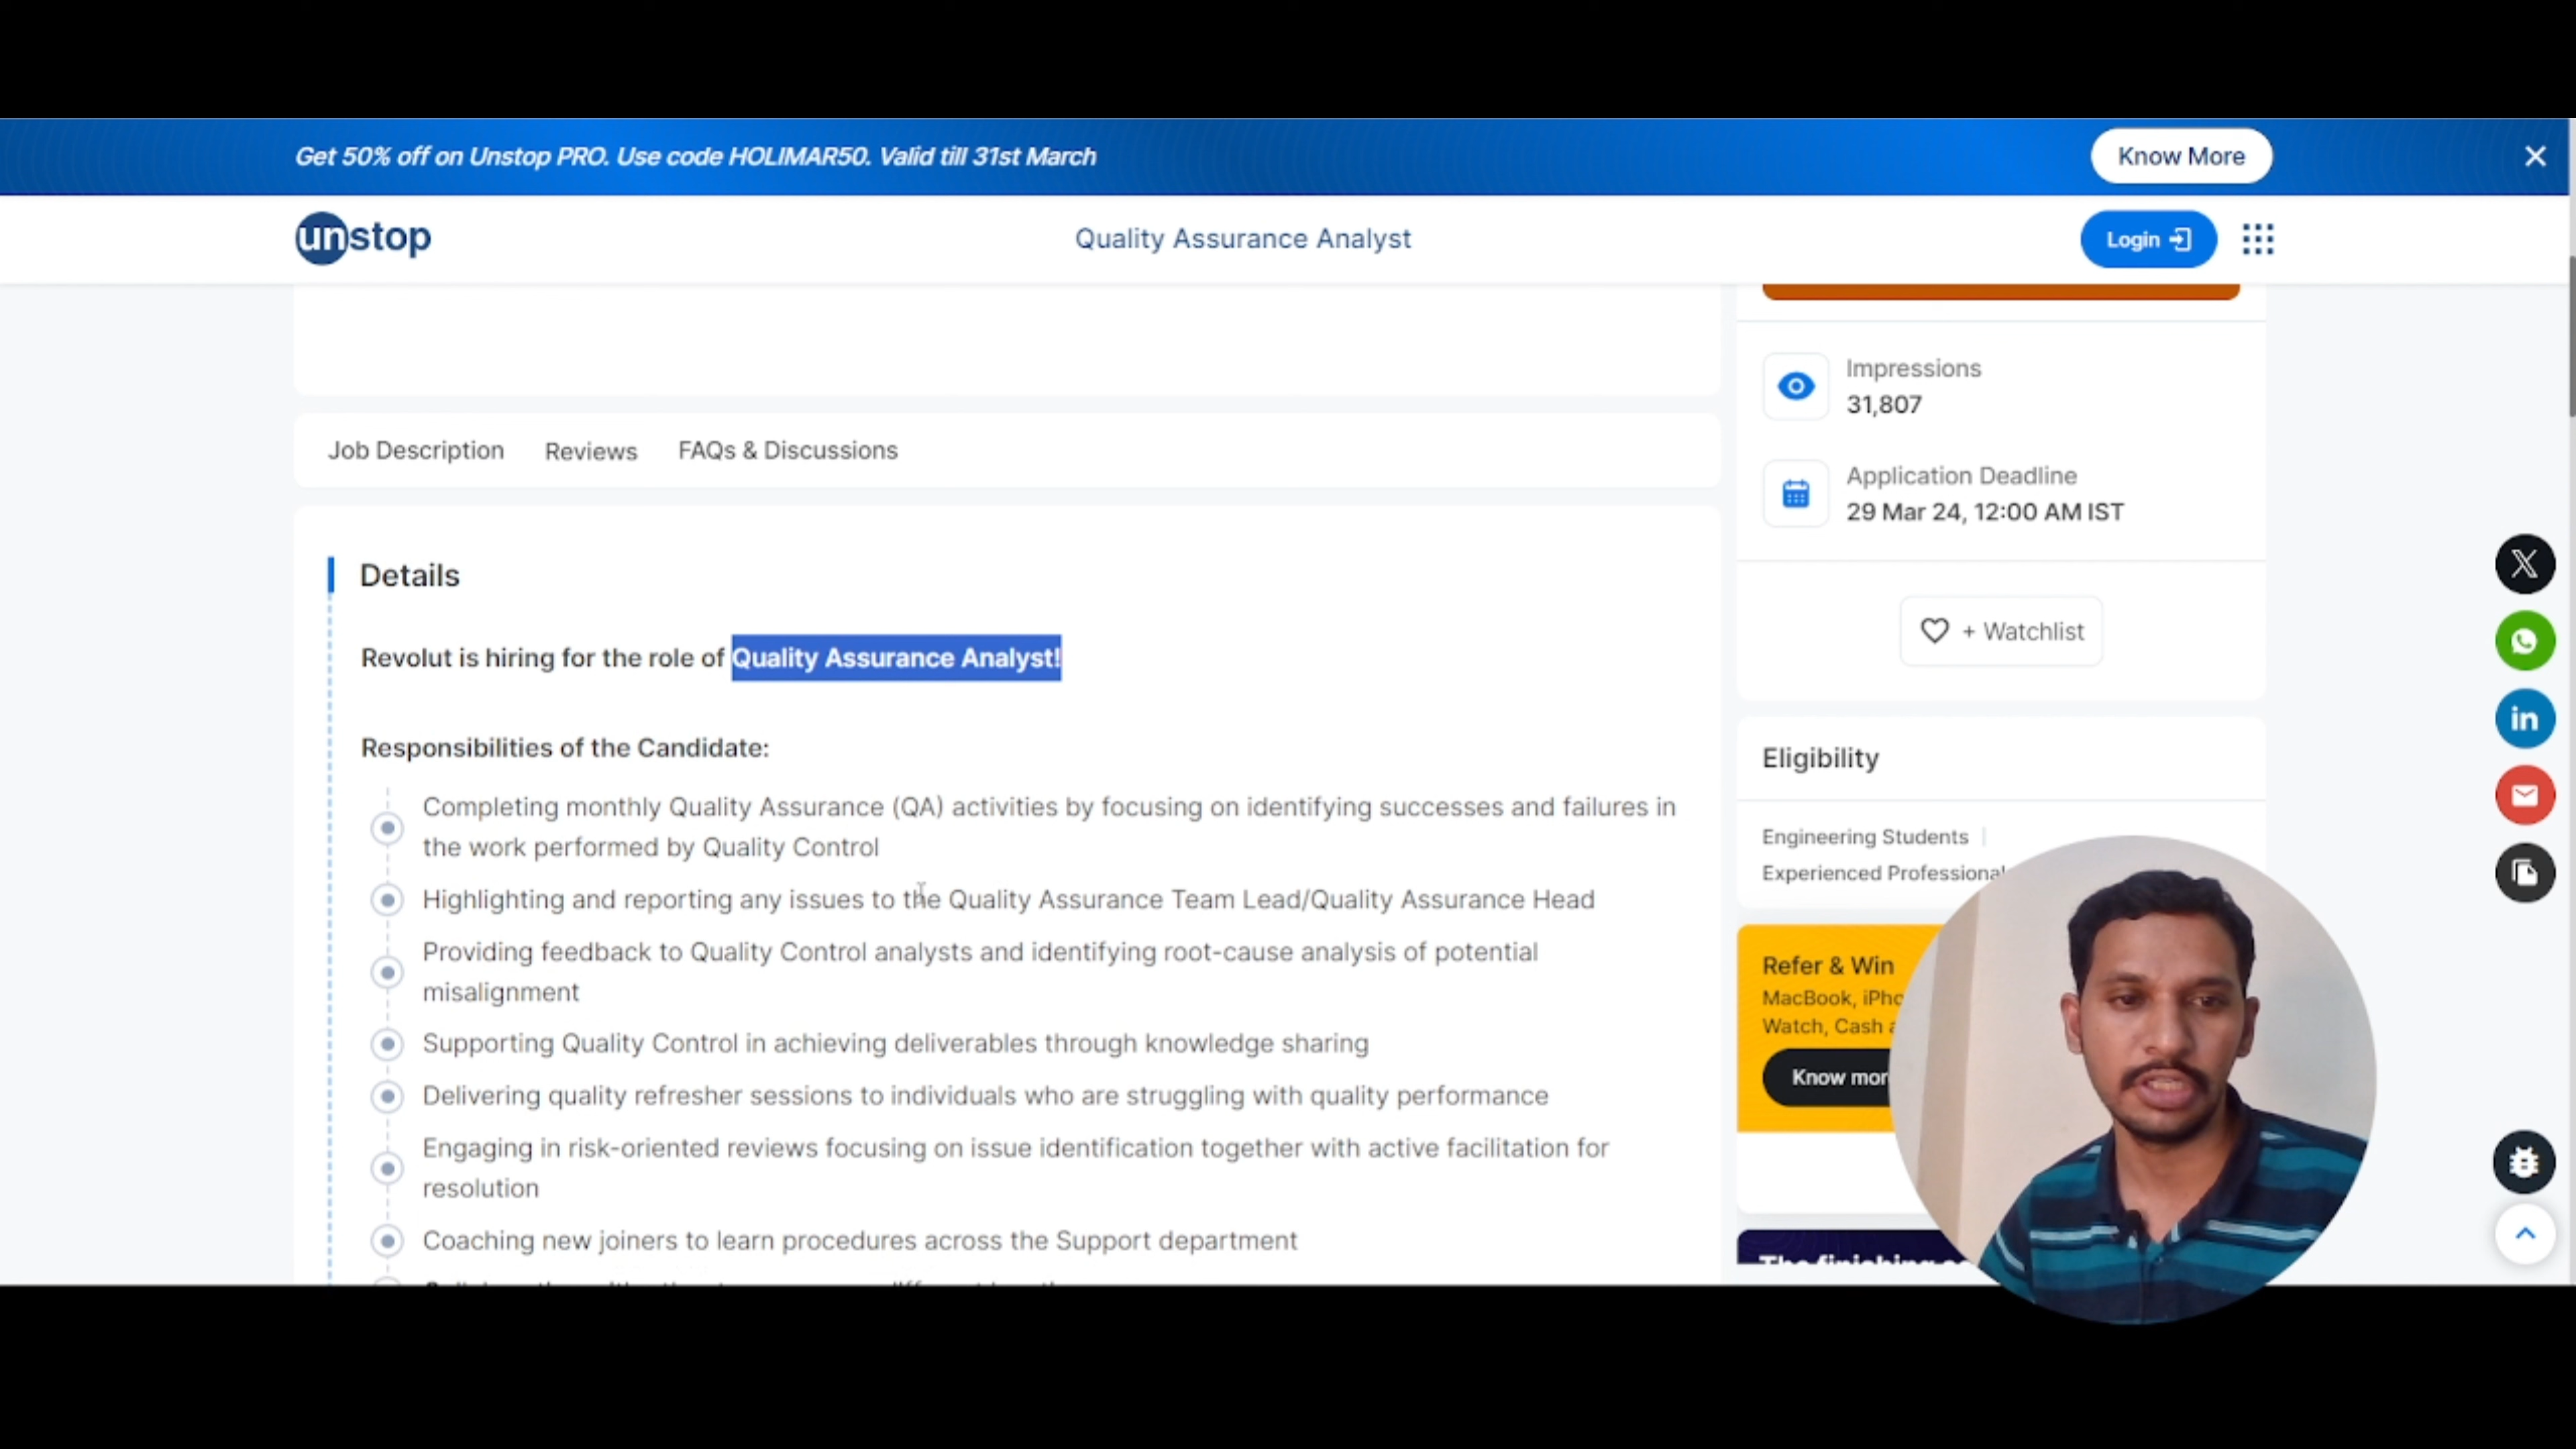 Get 50% off on Unstop PRO. Use code HOLIMAR50. Valid till 31st March
Know More
unstop
Quality Assurance Analyst
Login
Impressions
31,807
Job Description
Reviews
FAQs & Discussions
Application Deadline
29 Mar 24, 12:00 AM IST
Details
+ Watchlist
Revolut is hiring for the role of Quality Assurance Analyst!
Responsibilities of the Candidate:
Completing monthly Quality Assurance (QA) activities by focusing on identifying successes and failures in
the work performed by Quality Control
Highlighting and reporting any issues to the Quality Assurance Team Lead/Quality Assurance Head
Providing feedback to Quality Control analysts and identifying root-cause analysis of potential
misalignment
Supporting Quality Control in achieving deliverables through knowledge sharing
Delivering quality refresher sessions to individuals who are struggling with quality performance
Engaging in risk-oriented reviews focusing on issue identification together with active facilitation for
resolution
Coaching new joiners to learn procedures across the Support department
Eligibility
Engineering Students
Experienced Professional
Refer & Win
MacBook,
Watch, Cash
Know
in